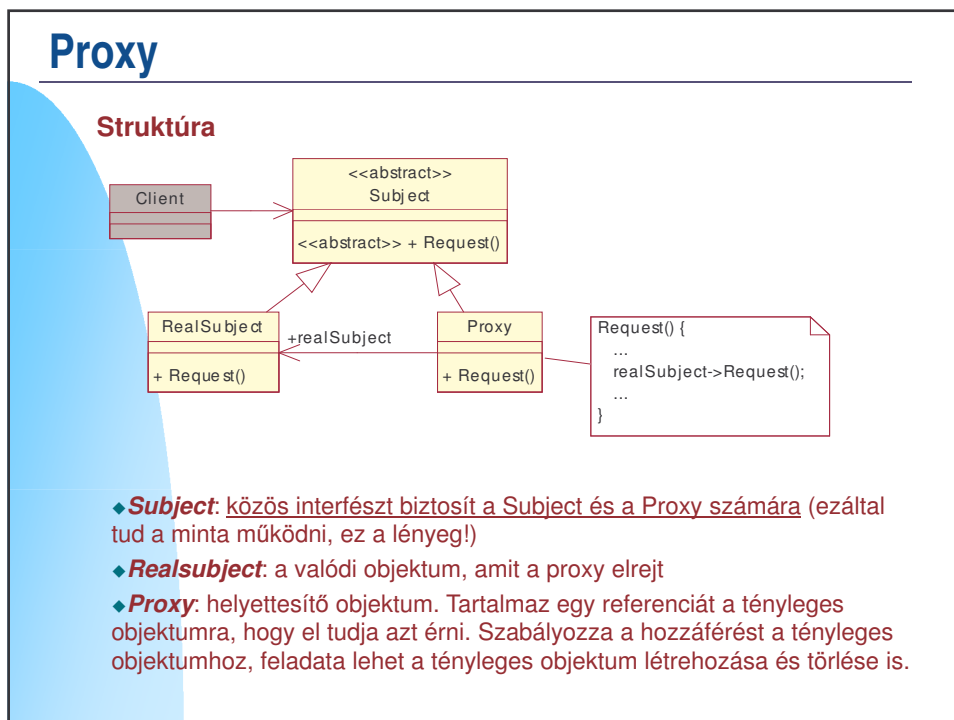 Proxy
Struktúra
<<abstract>>
Subject
<<abstract>> + Request()
Client
RealSubject
+ Request()
+realSubject
Proxy
+ Request()
Request() {
...
realSubject->Request();
...
}
◆Subject: közös interfészt biztosít a Subject és a Proxy számára (ezáltal
tud a minta működni, ez a lényeg!)
◆Realsubject: a valódi objektum, amit a proxy elrejt
◆Proxy: helyettesítő objektum. Tartalmaz egy referenciát a tényleges
objektumra, hogy el tudja azt érni. Szabályozza a hozzáférést a tényleges
objektumhoz, feladata lehet a tényleges objektum létrehozása és törlése is.